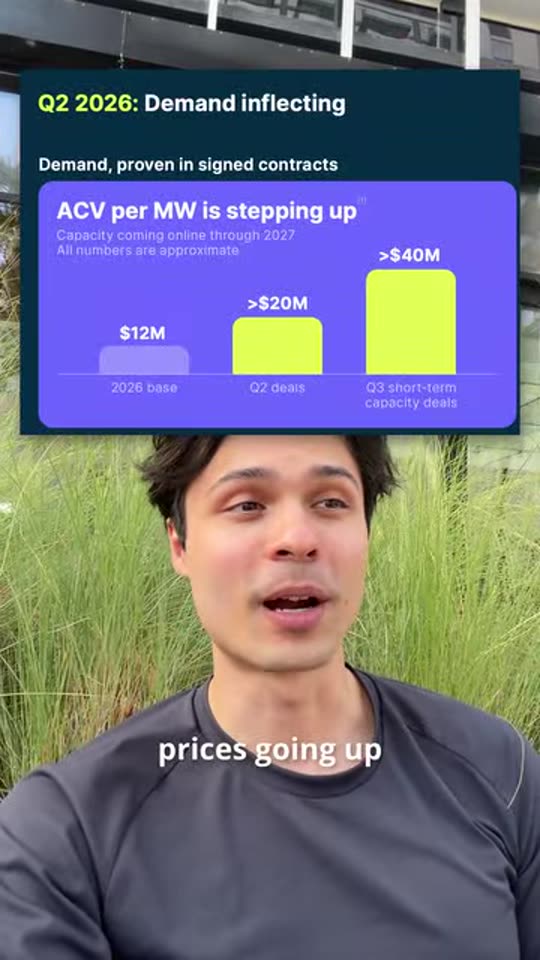 Q2 2026: Demand inflecting
Demand, proven in signed contracts
ACV per MW is stepping up(1)
Capacity coming online through 2027
All numbers are approximate
>$40M
>$20M
$12M
2026 base
Q2 deals
Q3 short-term
capacity deals
prices going up